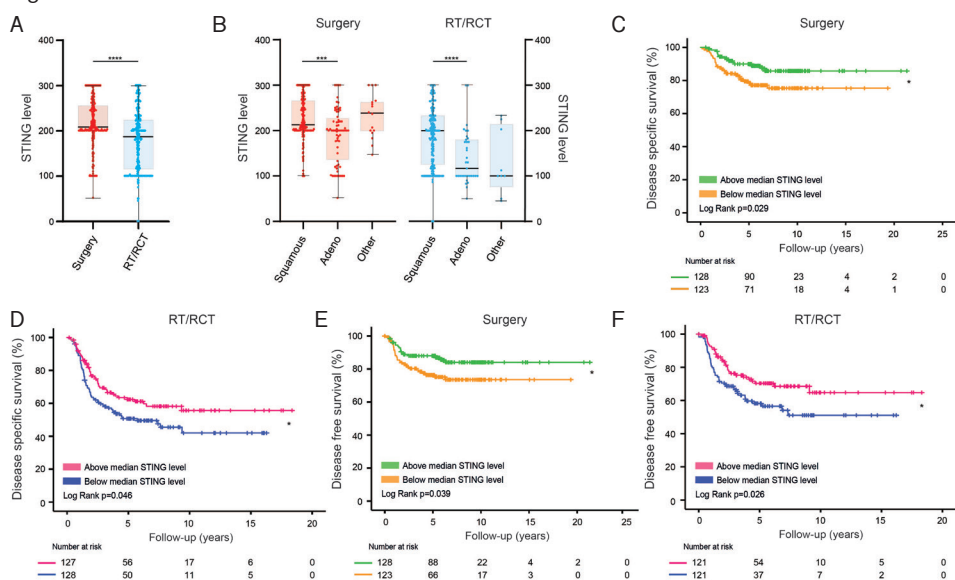 A
STING level
400
300
200
100
0
****
Surgery
RT/RCT
B
Surgery
RT/RCT
STING level
400
300
200
100
0
***
****
400
300
200
100
0
STING level
Squamous
Adeno
Other
Squamous
Adeno
Other
C
Surgery
Disease specific survival (%)
100
80
60
40
80
0
*
Above median STING level
Below median STING level
Log Rank p=0.029
0 5 10 15 20 25
Follow-up (years)
Number at risk
128 90 23 4 2 0
123 71 18 4 1 0
D
RT/RCT
Disease specific survival (%)
100
80
60
40
80
0
*
Above median STING level
Below median STING level
Log Rank p=0.046
0 5 10 15 20
Follow-up (years)
Number at risk
127 56 17 6 0
128 50 11 5 0
E
Surgery
Disease free survival (%)
100
80
60
40
80
0
*
Above median STING level
Below median STING level
Log Rank p=0.039
0 5 10 15 20 25
Follow-up (years)
Number at risk
128 88 22 4 2 0
123 66 17 3 0 0
F
RT/RCT
Disease free survival (%)
100
80
60
40
80
0
*
Above median STING level
Below median STING level
Log Rank p=0.026
0 5 10 15 20
Follow-up (years)
Number at risk
121 54 10 5 0
121 37 7 2 0